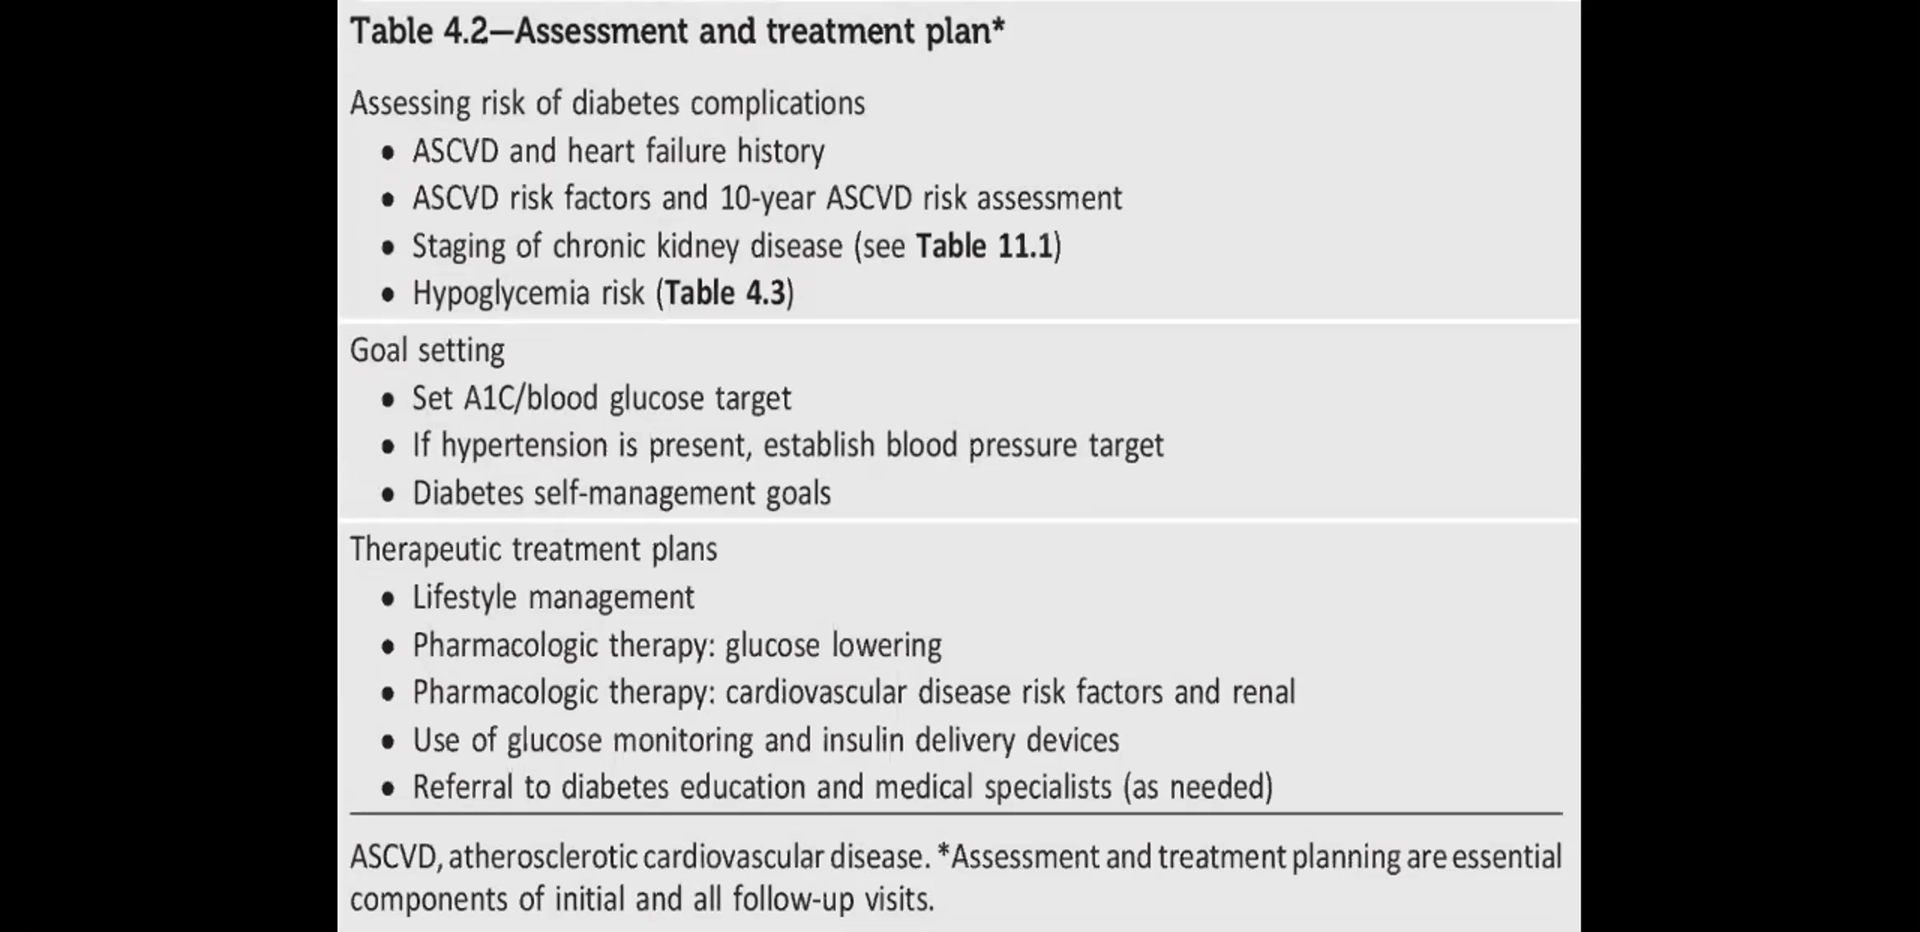 Table 4.2—Assessment and treatment plan*
Assessing risk of diabetes complications
• ASCVD and heart failure history
• ASCVD risk factors and 10-year ASCVD risk assessment
• Staging of chronic kidney disease (see Table 11.1)
• Hypoglycemia risk (Table 4.3)
Goal setting
• Set A1C/blood glucose target
• If hypertension is present, establish blood pressure target
• Diabetes self-management goals
Therapeutic treatment plans
• Lifestyle management
• Pharmacologic therapy: glucose lowering
• Pharmacologic therapy: cardiovascular disease risk factors and renal
• Use of glucose monitoring and insulin delivery devices
• Referral to diabetes education and medical specialists (as needed)
ASCVD, atherosclerotic cardiovascular disease. *Assessment and treatment planning are essential
components of initial and all follow-up visits.